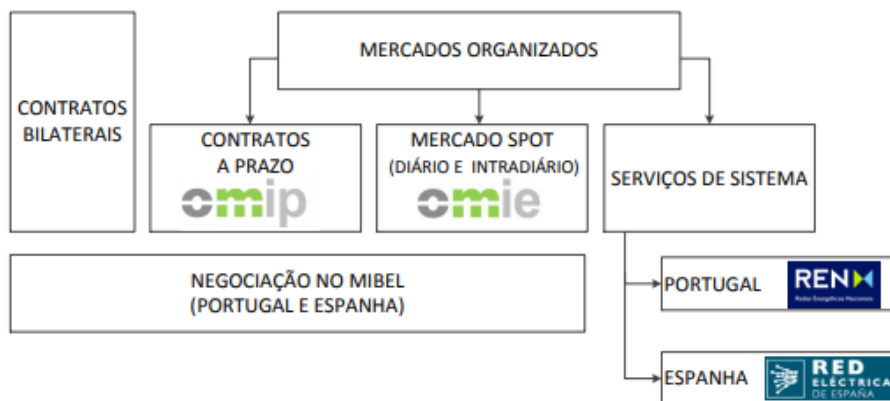 MERCADOS ORGANIZADOS
CONTRATOS
BILATERAIS
CONTRATOS
A PRAZO
omip
MERCADO SPOT
(DIÁRIO E INTRADIÁRIO)
omie
SERVIÇOS DE SISTEMA
NEGOCIAÇÃO NO MIBEL
(PORTUGAL E ESPANHA)
PORTUGAL
REN
Redes Energéticas Nacionais
ESPANHA
RED
ELÉCTRICA
DE ESPAÑA